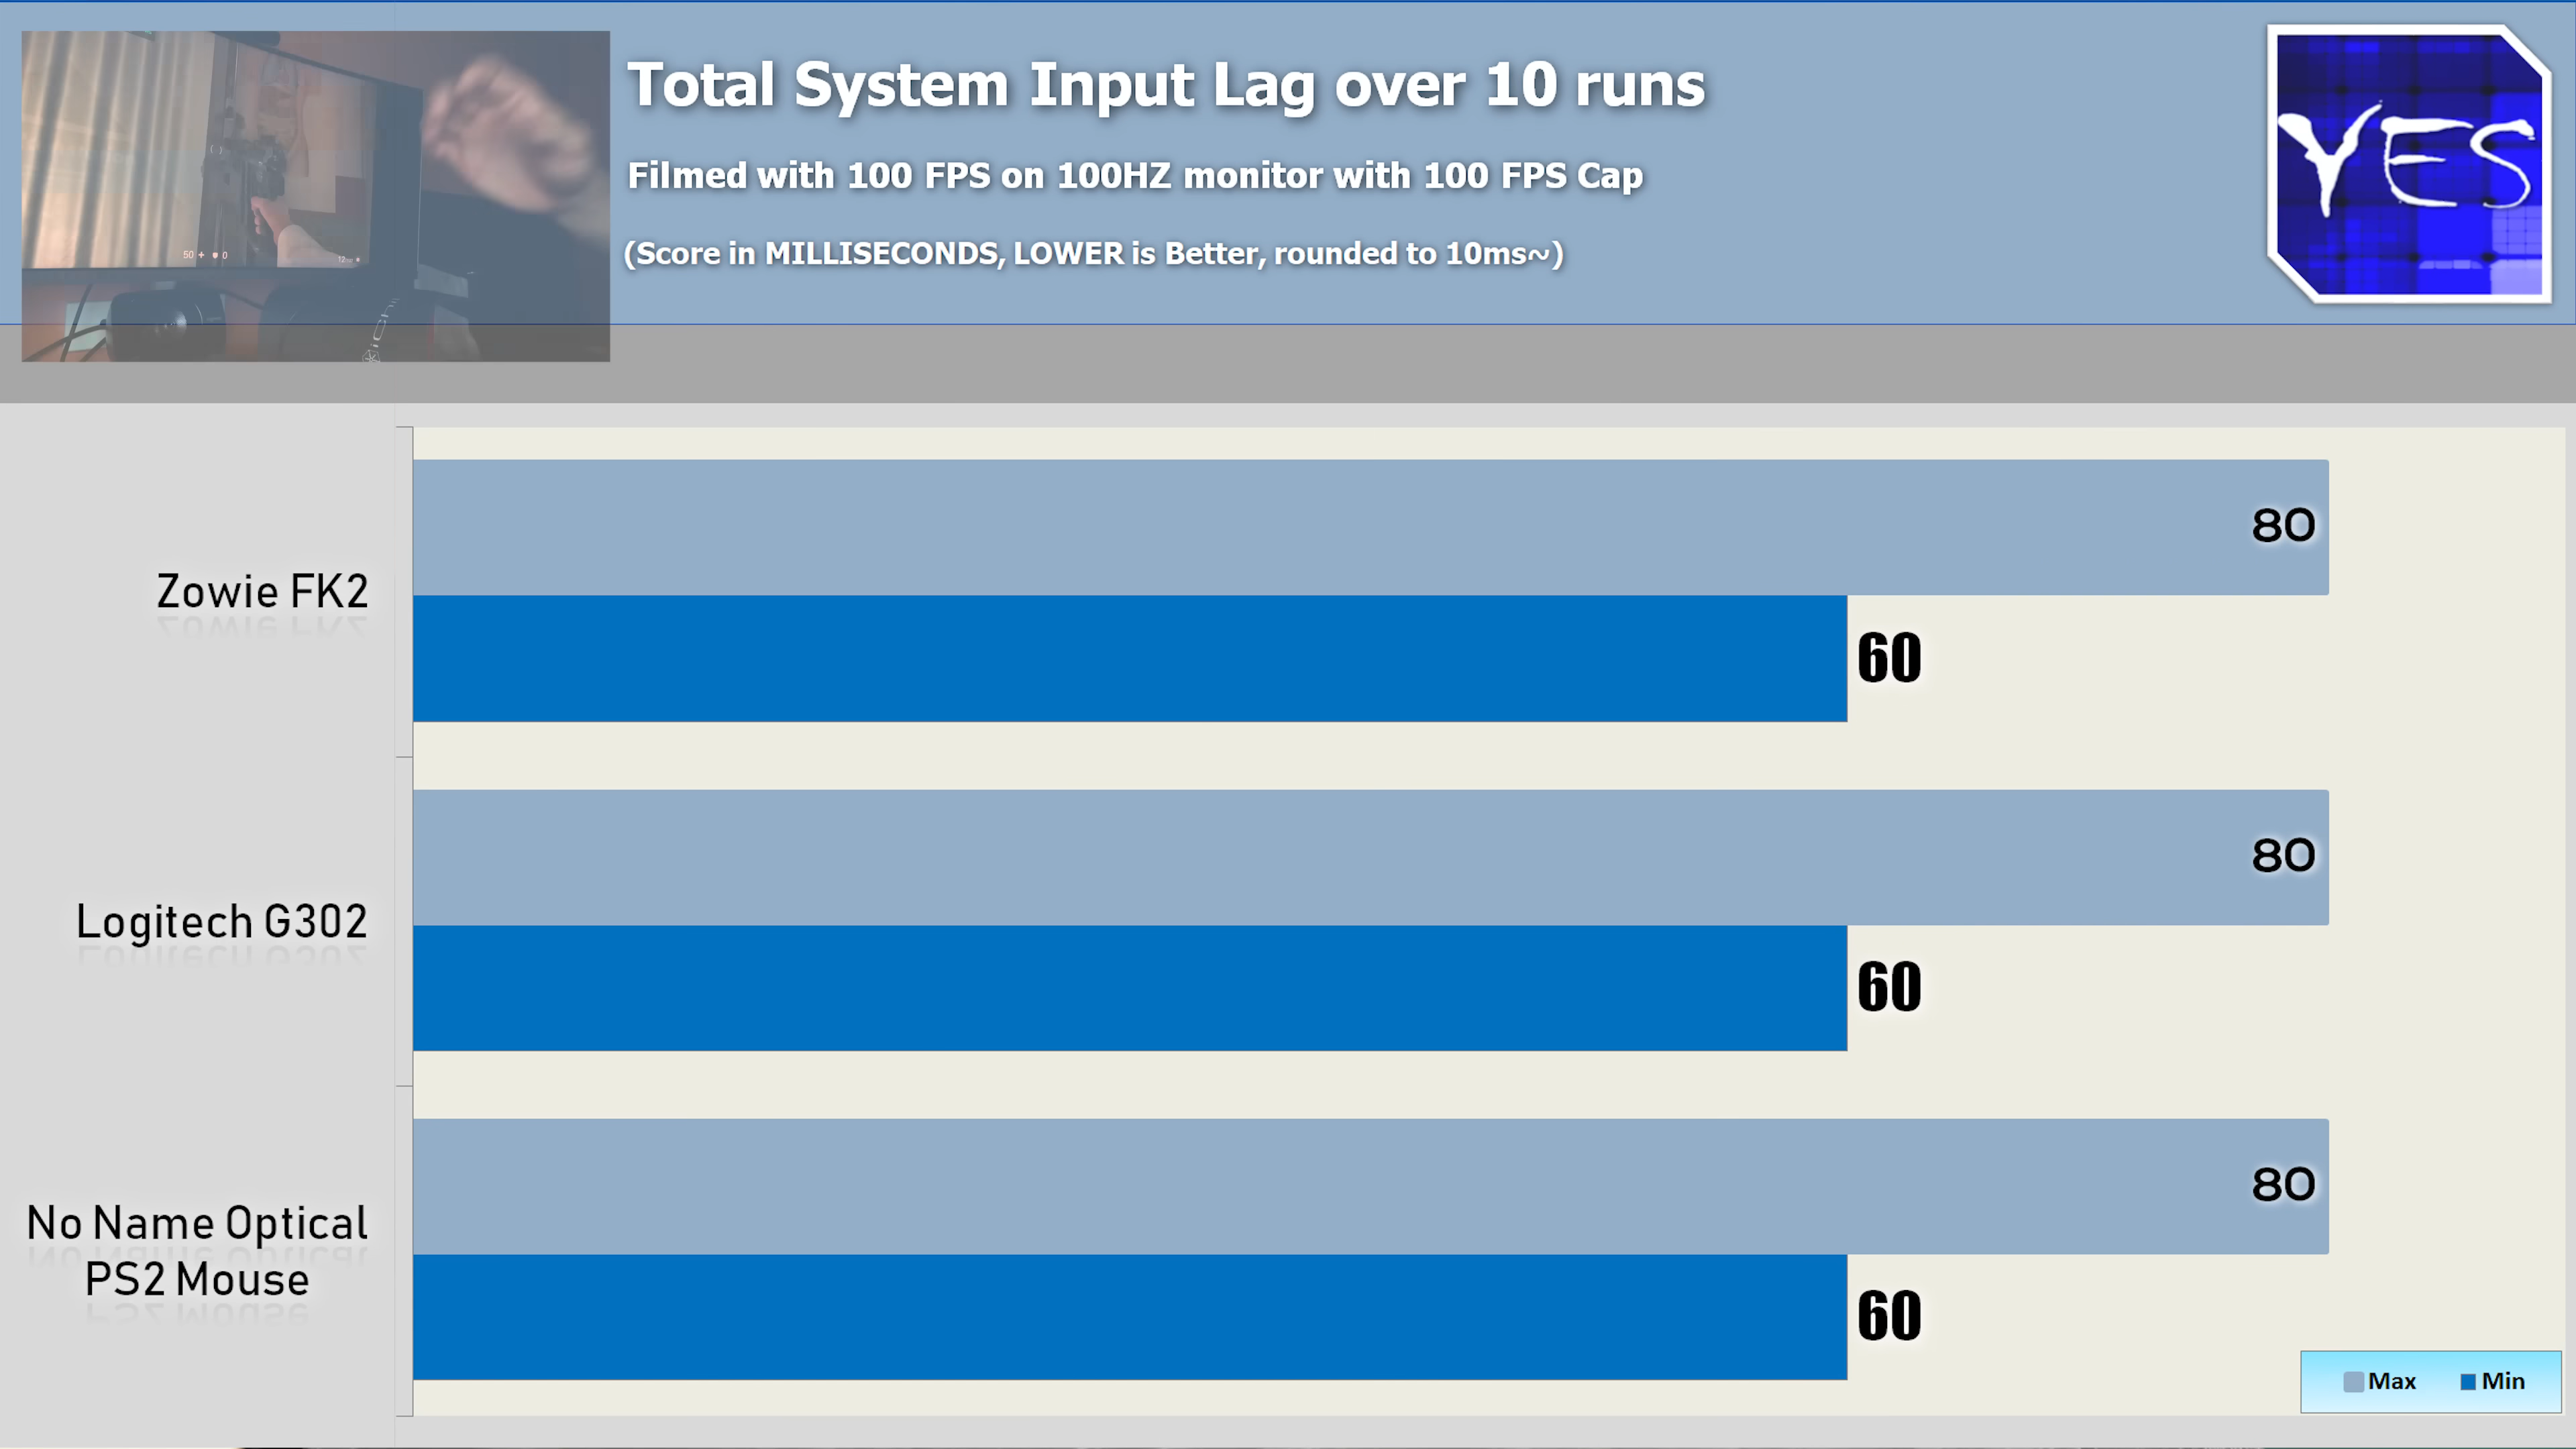 Total System Input Lag over 10 runs
Filmed with 100 FPS on 100HZ monitor with 100 FPS Cap
(Score in MILLISECONDS, LOWER is Better, rounded to 10ms~)
YES
50 + 0
Zowie FK2
80
60
Logitech G302
80
60
No Name Optical
PS2 Mouse
80
60
Max Min